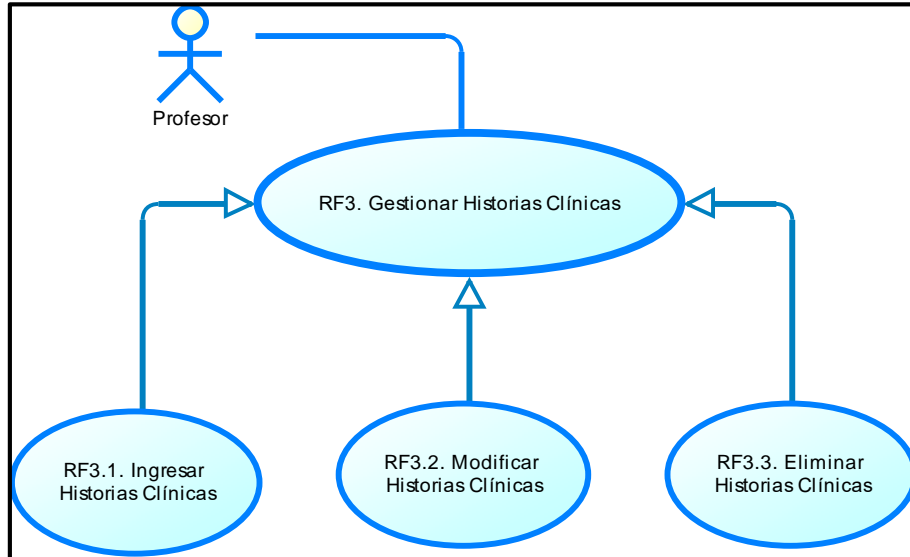 Profesor
RF3. Gestionar Historias Clínicas
RF3.1. Ingresar
Historias Clínicas
RF3.2. Modificar
Historias Clínicas
RF3.3. Eliminar
Historias Clínicas